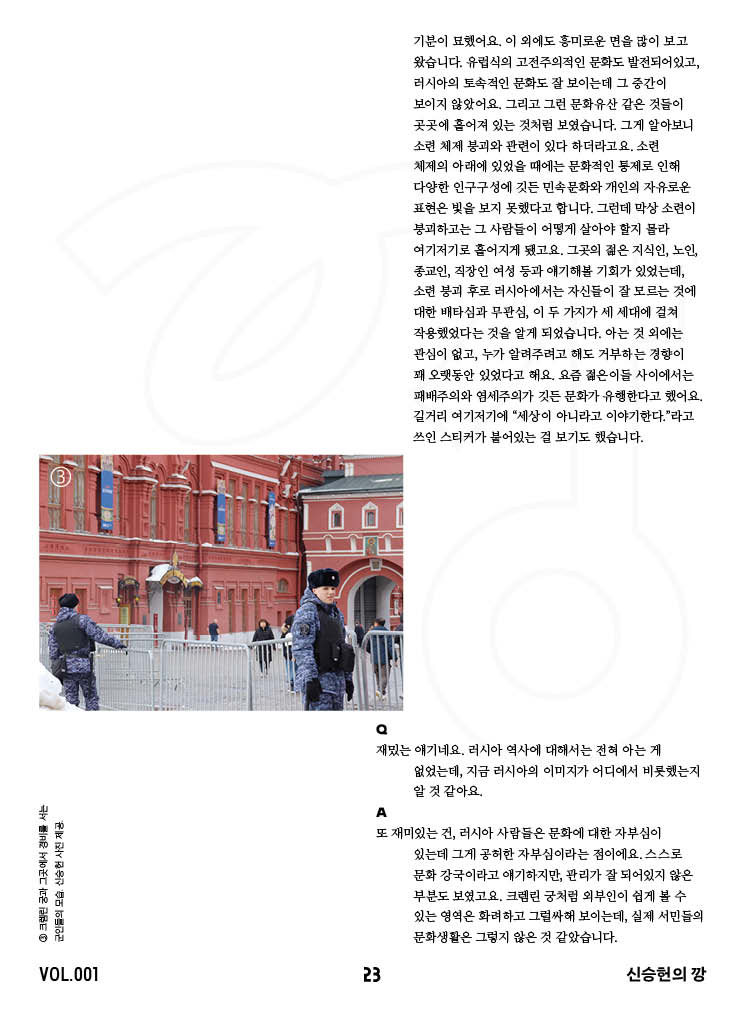 기분이 묘했어요. 이 외에도 흥미로운 면을 많이 보고
왔습니다. 유럽식의 고전주의적인 문화도 발전되어있고,
러시아의 토속적인 문화도 잘 보이는데 그 중간이
보이지 않았어요. 그리고 그런 문화유산 같은 것들이
곳곳에 흩어져 있는 것처럼 보였습니다. 그게 알아보니
소련 체제 붕괴와 관련이 있다 하더라고요. 소련
체제의 아래에 있었을 때에는 문화적인 통제로 인해
다양한 인구구성에 깃든 민속문화와 개인의 자유로운
표현은 빛을 보지 못했다고 합니다. 그런데 막상 소련이
붕괴하고는 그 사람들이 어떻게 살아야 할지 몰라
여기저기로 흩어지게 됐고요. 그곳의 젊은 지식인, 노인,
종교인, 직장인 여성 등과 얘기해볼 기회가 있었는데,
소련 붕괴 후로 러시아에서는 자신들이 잘 모르는 것에
대한 배타심과 무관심, 이 두 가지가 세 세대에 걸쳐
작용했었다는 것을 알게 되었습니다. 아는 것 외에는
관심이 없고, 누가 알려주려고 해도 거부하는 경향이
꽤 오랫동안 있었다고 해요. 요즘 젊은이들 사이에서는
패배주의와 염세주의가 깃든 문화가 유행한다고 했어요.
길거리 여기저기에 “세상이 아니라고 이야기한다.”라고
쓰인 스티커가 붙어있는 걸 보기도 했습니다.
③
Q
재밌는 얘기네요. 러시아 역사에 대해서는 전혀 아는 게
없었는데, 지금 러시아의 이미지가 어디에서 비롯했는지
알 것 같아요.
A
또 재미있는 건, 러시아 사람들은 문화에 대한 자부심이
있는데 그게 공허한 자부심이라는 점이에요. 스스로
문화 강국이라고 얘기하지만, 관리가 잘 되어있지 않은
부분도 보였고요. 크렘린 궁처럼 외부인이 쉽게 볼 수
있는 영역은 화려하고 그럴싸해 보이는데, 실제 서민들의
문화생활은 그렇지 않은 것 같았습니다.
③ 크렘린 궁과 그곳에서 경비를 서는
군인들의 모습. 신승헌 사진 제공.
VOL.001
23
신승헌의 깡